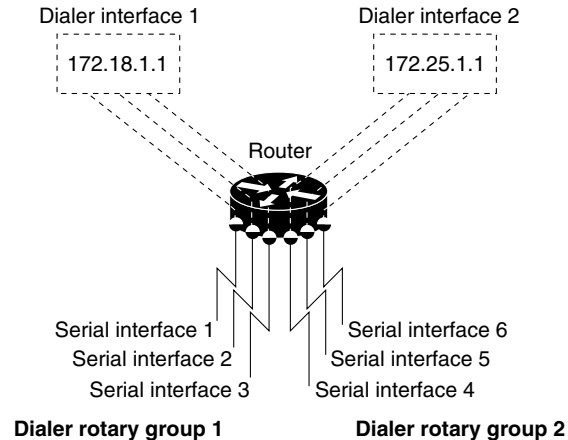 Dialer interface 1
Dialer interface 2
172.18.1.1
172.25.1.1
Router
Serial interface 1
Serial interface 6
Serial interface 2
Serial interface 5
Serial interface 3
Serial interface 4
Dialer rotary group 1
Dialer rotary group 2